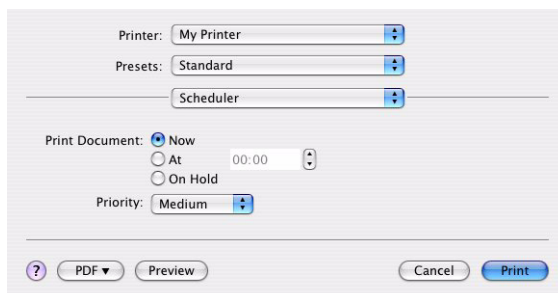 Printer: My Printer
Presets: Standard
Scheduler
Print Document: Now
At 00:00
On Hold
Priority: Medium
? PDF▼ Preview Cancel Print